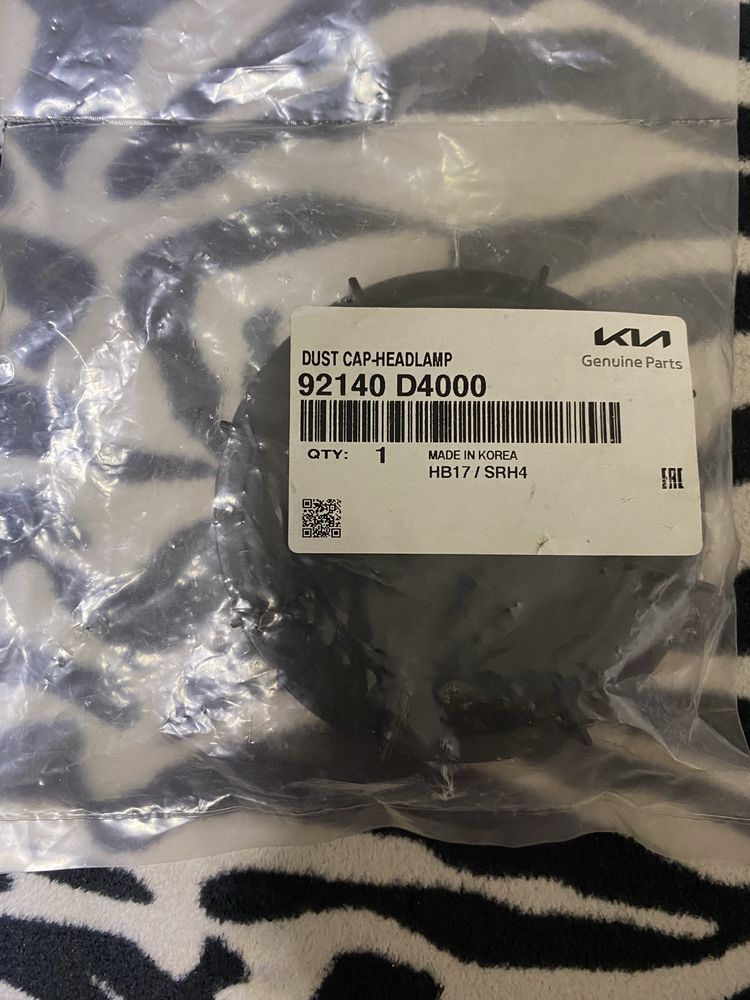 KIA
Genuine Parts
DUST CAP-HEADLAMP
92140 D4000
QTY: 1 MADE IN KOREA
HB17 / SRH4
EAC